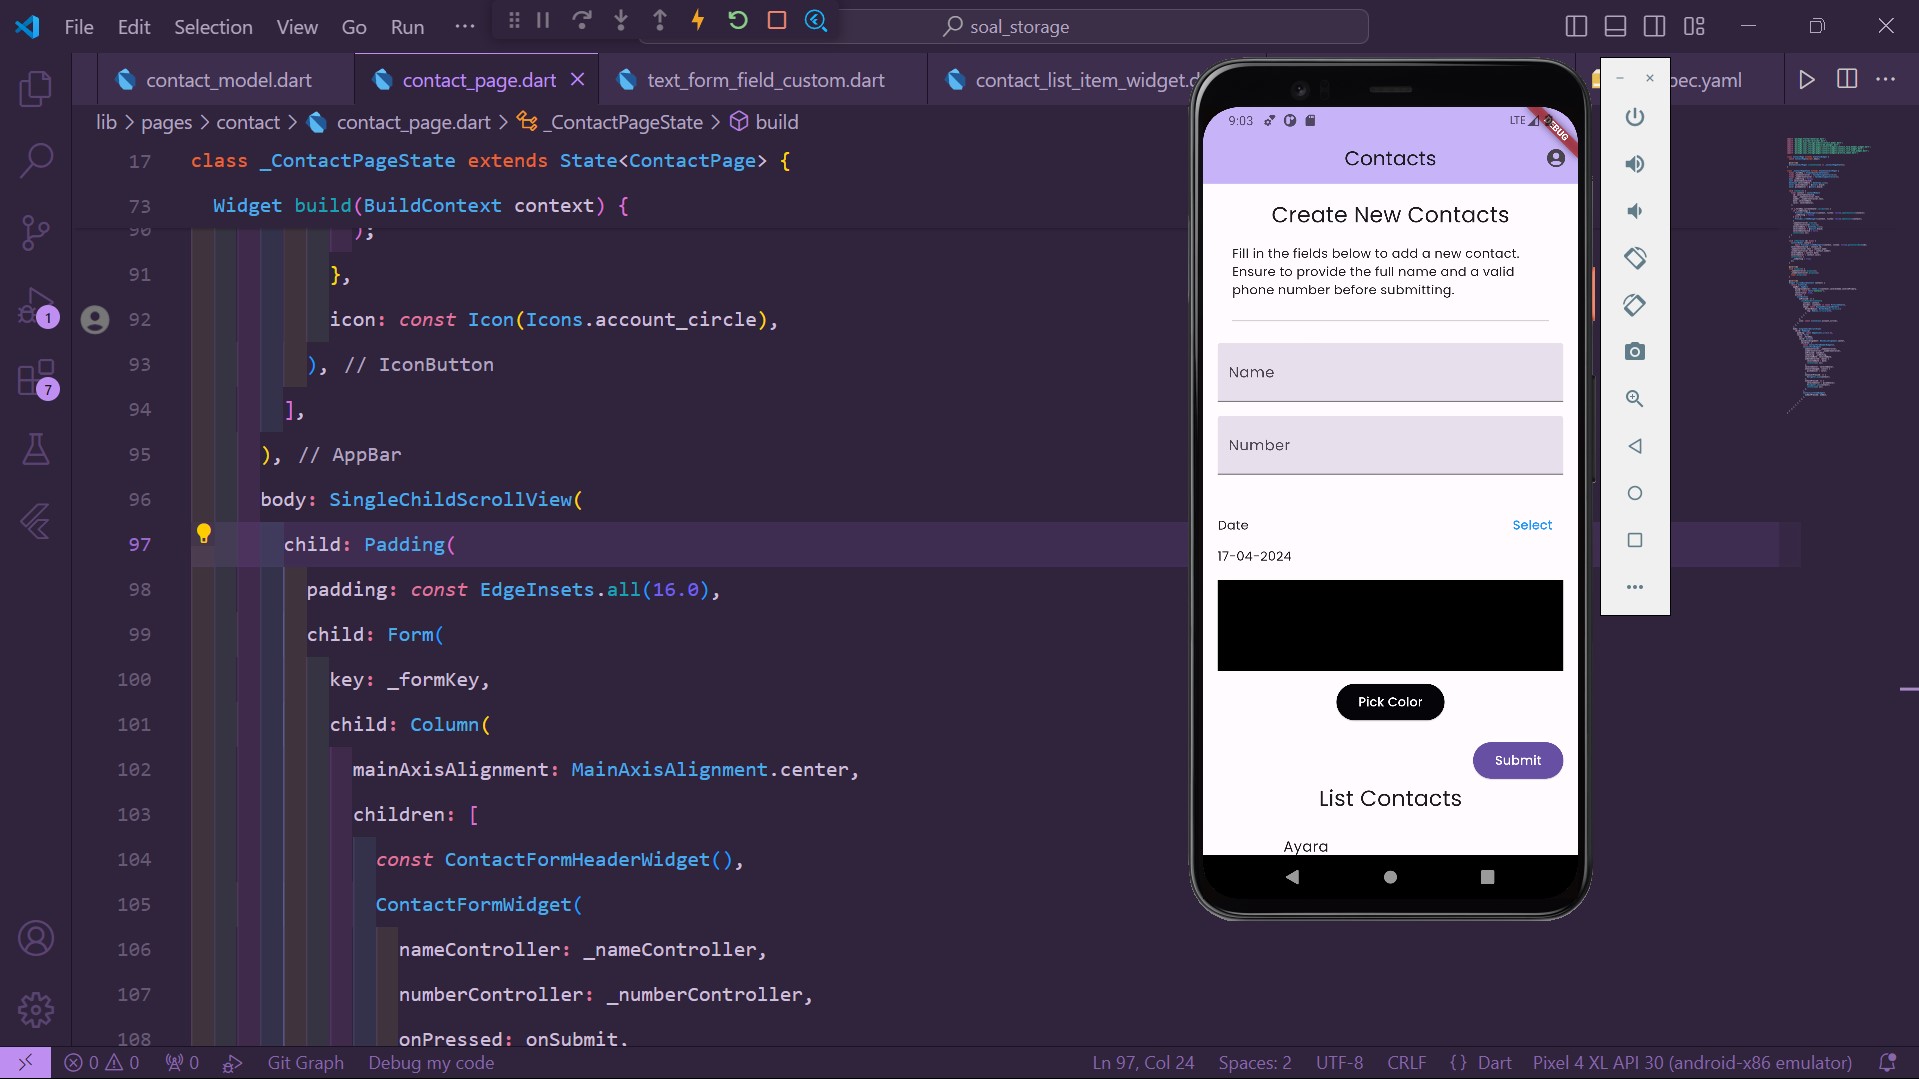 File Edit Selection View Go Run ··· soal_storage
contact_model.dart contact_page.dart text_form_field_custom.dart contact_list_item_widget.d pec.yaml
lib > pages > contact > contact_page.dart > _ContactPageState > build
17 class _ContactPageState extends State<ContactPage> {
73 Widget build(BuildContext context) {
90 );
91 },
92 icon: const Icon(Icons.account_circle),
93 ), // IconButton
94 ],
95 ), // AppBar
96 body: SingleChildScrollView(
97 child: Padding(
98 padding: const EdgeInsets.all(16.0),
99 child: Form(
100 key: _formKey,
101 child: Column(
102 mainAxisAlignment: MainAxisAlignment.center,
103 children: [
104 const ContactFormHeaderWidget(),
105 ContactFormWidget(
106 nameController: _nameController,
107 numberController: _numberController,
108 onPressed: onSubmit,
1
7
9:03 LTE
DEBUG
Contacts
Create New Contacts
Fill in the fields below to add a new contact.
Ensure to provide the full name and a valid
phone number before submitting.
Name
Number
Date Select
17-04-2024
Pick Color
Submit
List Contacts
Ayara
0 0 0 Git Graph Debug my code Ln 97, Col 24 Spaces: 2 UTF-8 CRLF {} Dart Pixel 4 XL API 30 (android-x86 emulator)